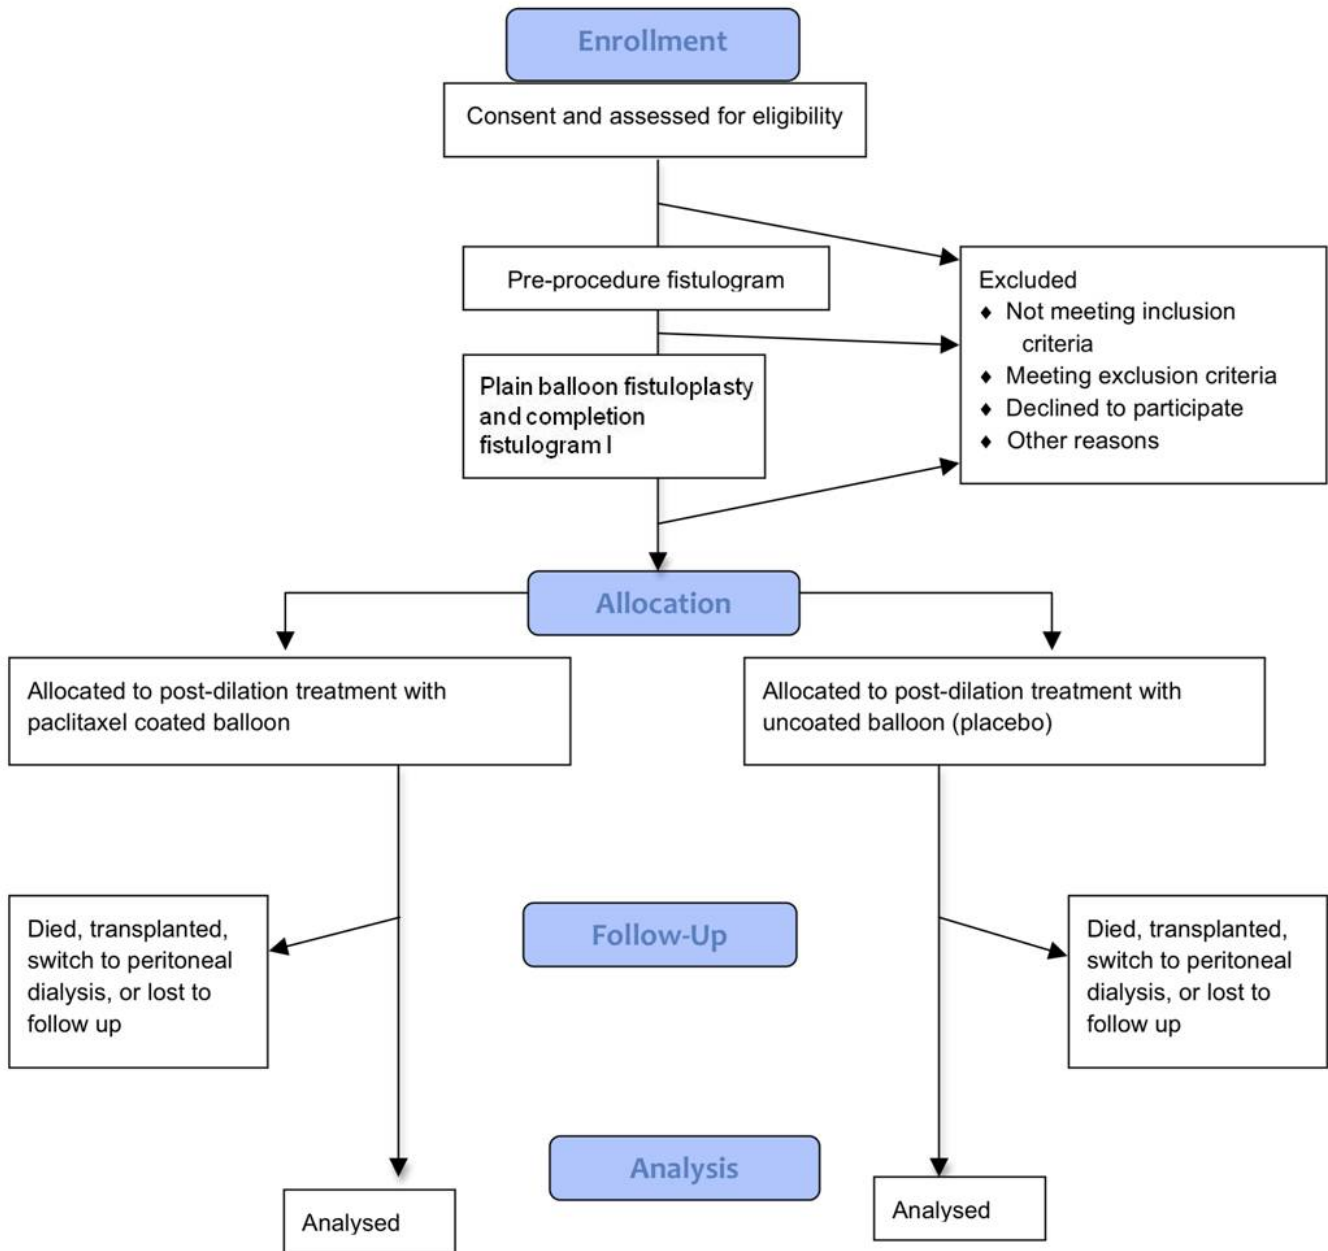 Enrollment
Consent and assessed for eligibility
Pre-procedure fistulogram
Excluded
♦ Not meeting inclusion
criteria
♦ Meeting exclusion criteria
♦ Declined to participate
♦ Other reasons
Plain balloon fistuloplasty
and completion
fistulogram I
Allocation
Allocated to post-dilation treatment with
paclitaxel coated balloon
Allocated to post-dilation treatment with
uncoated balloon (placebo)
Follow-Up
Died, transplanted,
switch to peritoneal
dialysis, or lost to
follow up
Died, transplanted,
switch to peritoneal
dialysis, or lost to
follow up
Analysis
Analysed
Analysed